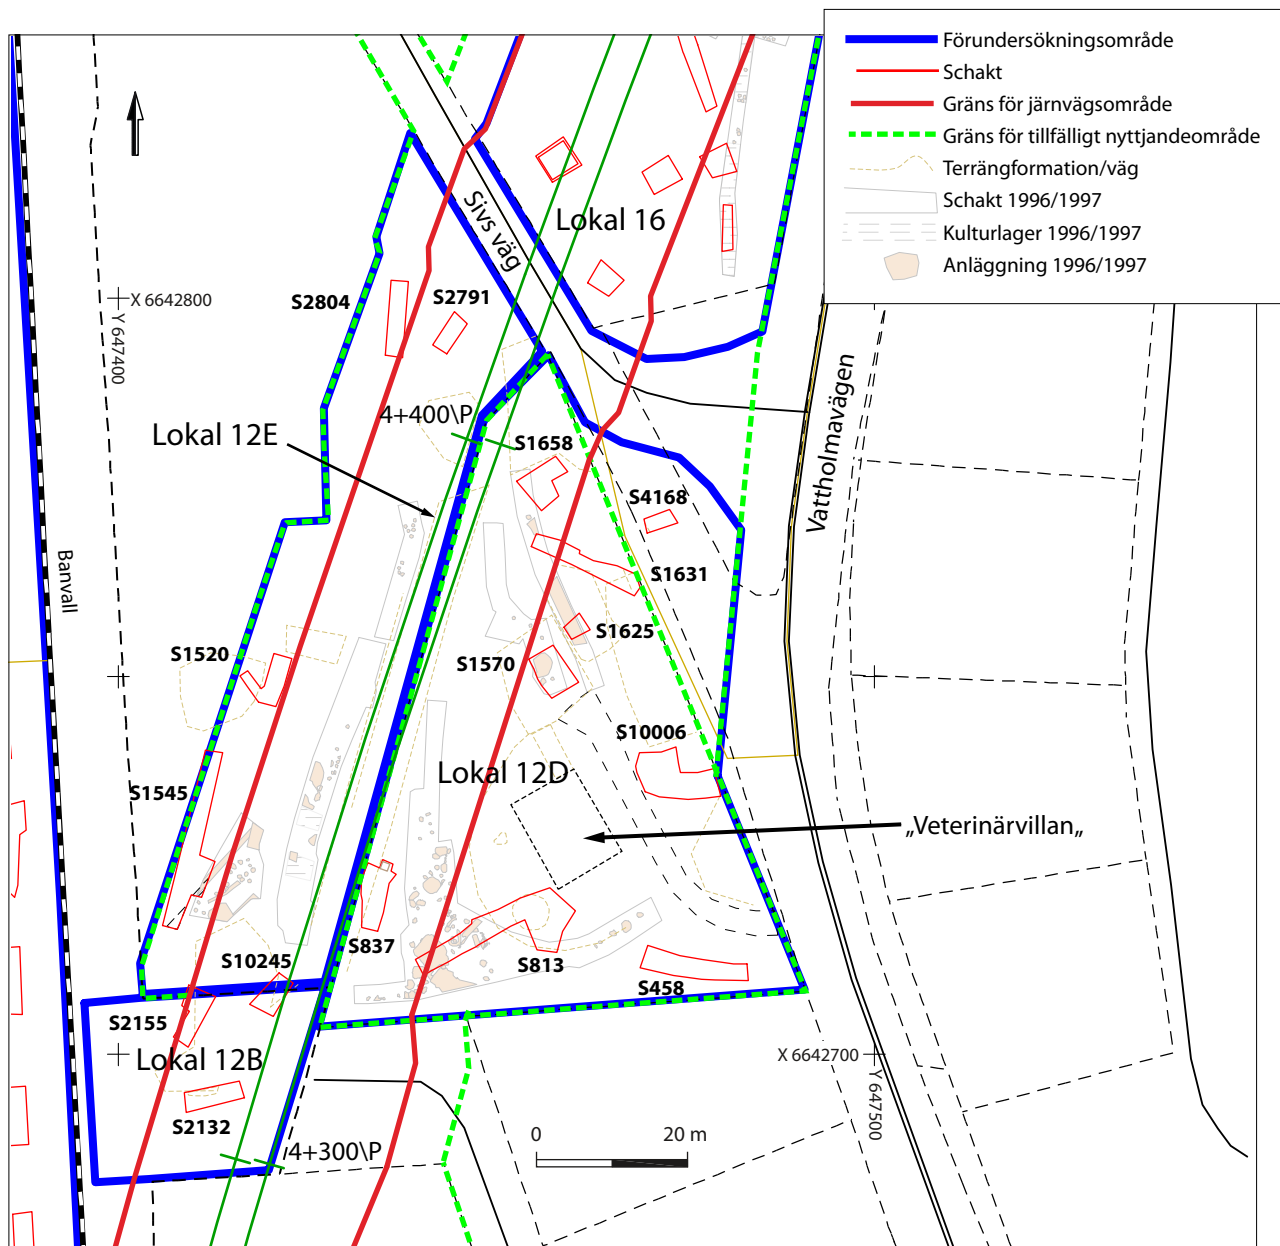 Förundersökningsområde
Schakt
Gräns för järnvägsområde
Gräns för tillfälligt nyttjandeområde
Terrängformation/väg
Schakt 1996/1997
Kulturlager 1996/1997
Anläggning 1996/1997
Sivs väg
Lokal 16
S2804
S2791
X 6642800
Y 647400
4+400\P
Lokal 12E
S1658
Vattholmavägen
S4168
Banvall
S1631
S1625
S1520
S1570
S10006
Lokal 12D
S1545
„Veterinärvillan„
S837
S10245
S813
S458
S2155
Lokal 12B
X 6642700
Y 647500
S2132
4+300\P
0 20 m